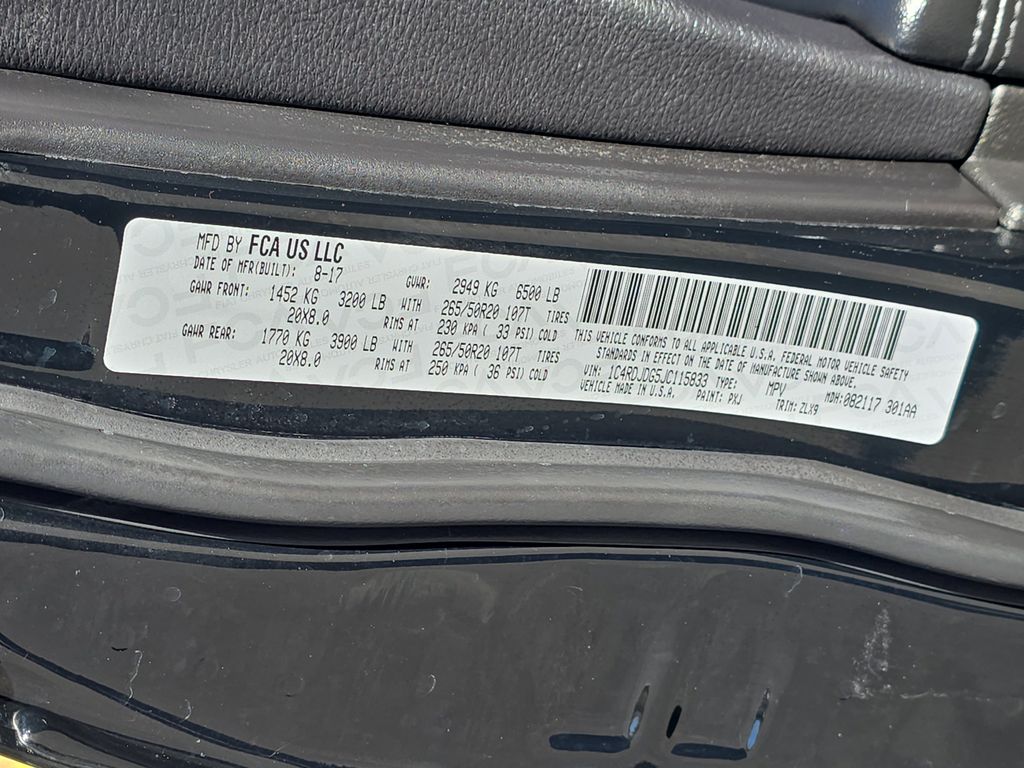 MFD BY FCA US LLC
DATE OF MFR(BUILT): 8-17 GVWR: 2949 KG 6500 LB
GAWR FRONT: 1452 KG 3200 LB WITH 265/50R20 107T TIRES
20X8.0 RIMS AT 230 KPA ( 33 PSI) COLD
GAWR REAR: 1770 KG 3900 LB WITH 265/50R20 107T TIRES
20X8.0 RIMS AT 250 KPA ( 36 PSI) COLD
THIS VEHICLE CONFORMS TO ALL APPLICABLE U.S.A. FEDERAL MOTOR VEHICLE SAFETY
STANDARDS IN EFFECT ON THE DATE OF MANUFACTURE SHOWN ABOVE.
VIN: 1C4RDJDG5JC115833 TYPE: MPV MDH:082117 301AA
VEHICLE MADE IN U.S.A. PAINT: PXJ TRIM: ZLX9